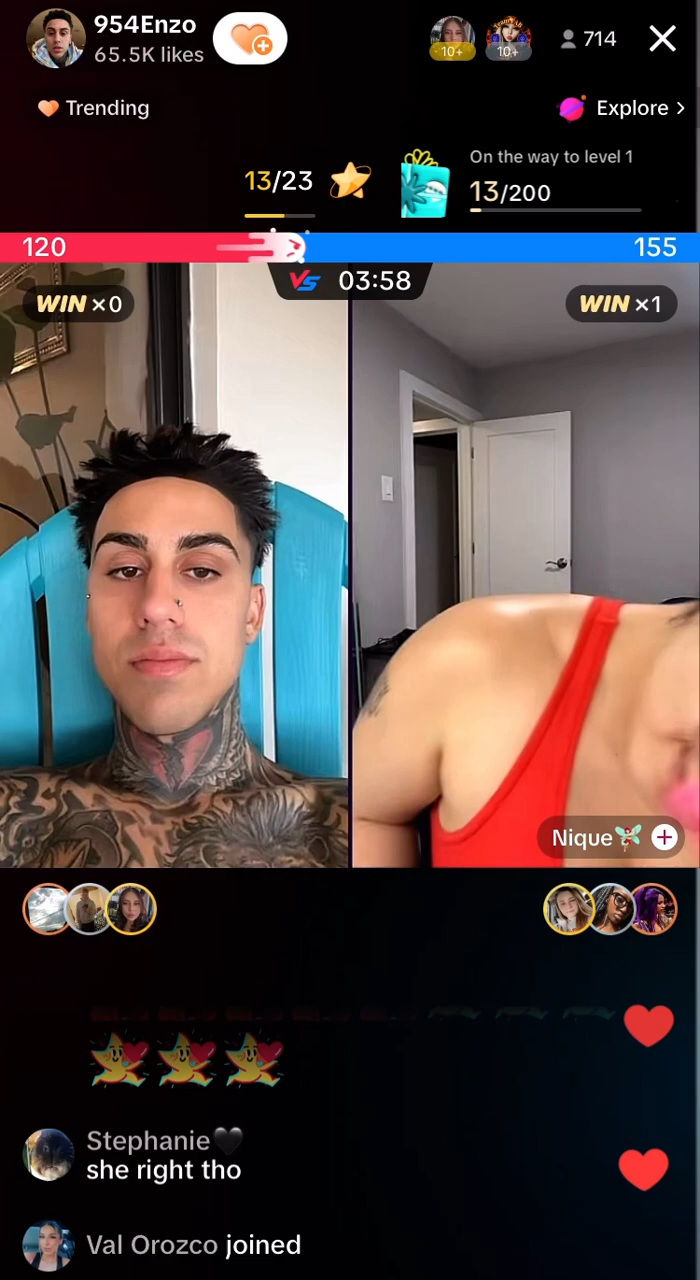 954Enzo
65.5K likes
10+
10+
714
Trending
Explore >
On the way to level 1
13/23
13/200
120
155
VS 03:58
WIN ×0
WIN ×1
Nique
Stephanie
she right tho
Val Orozco joined